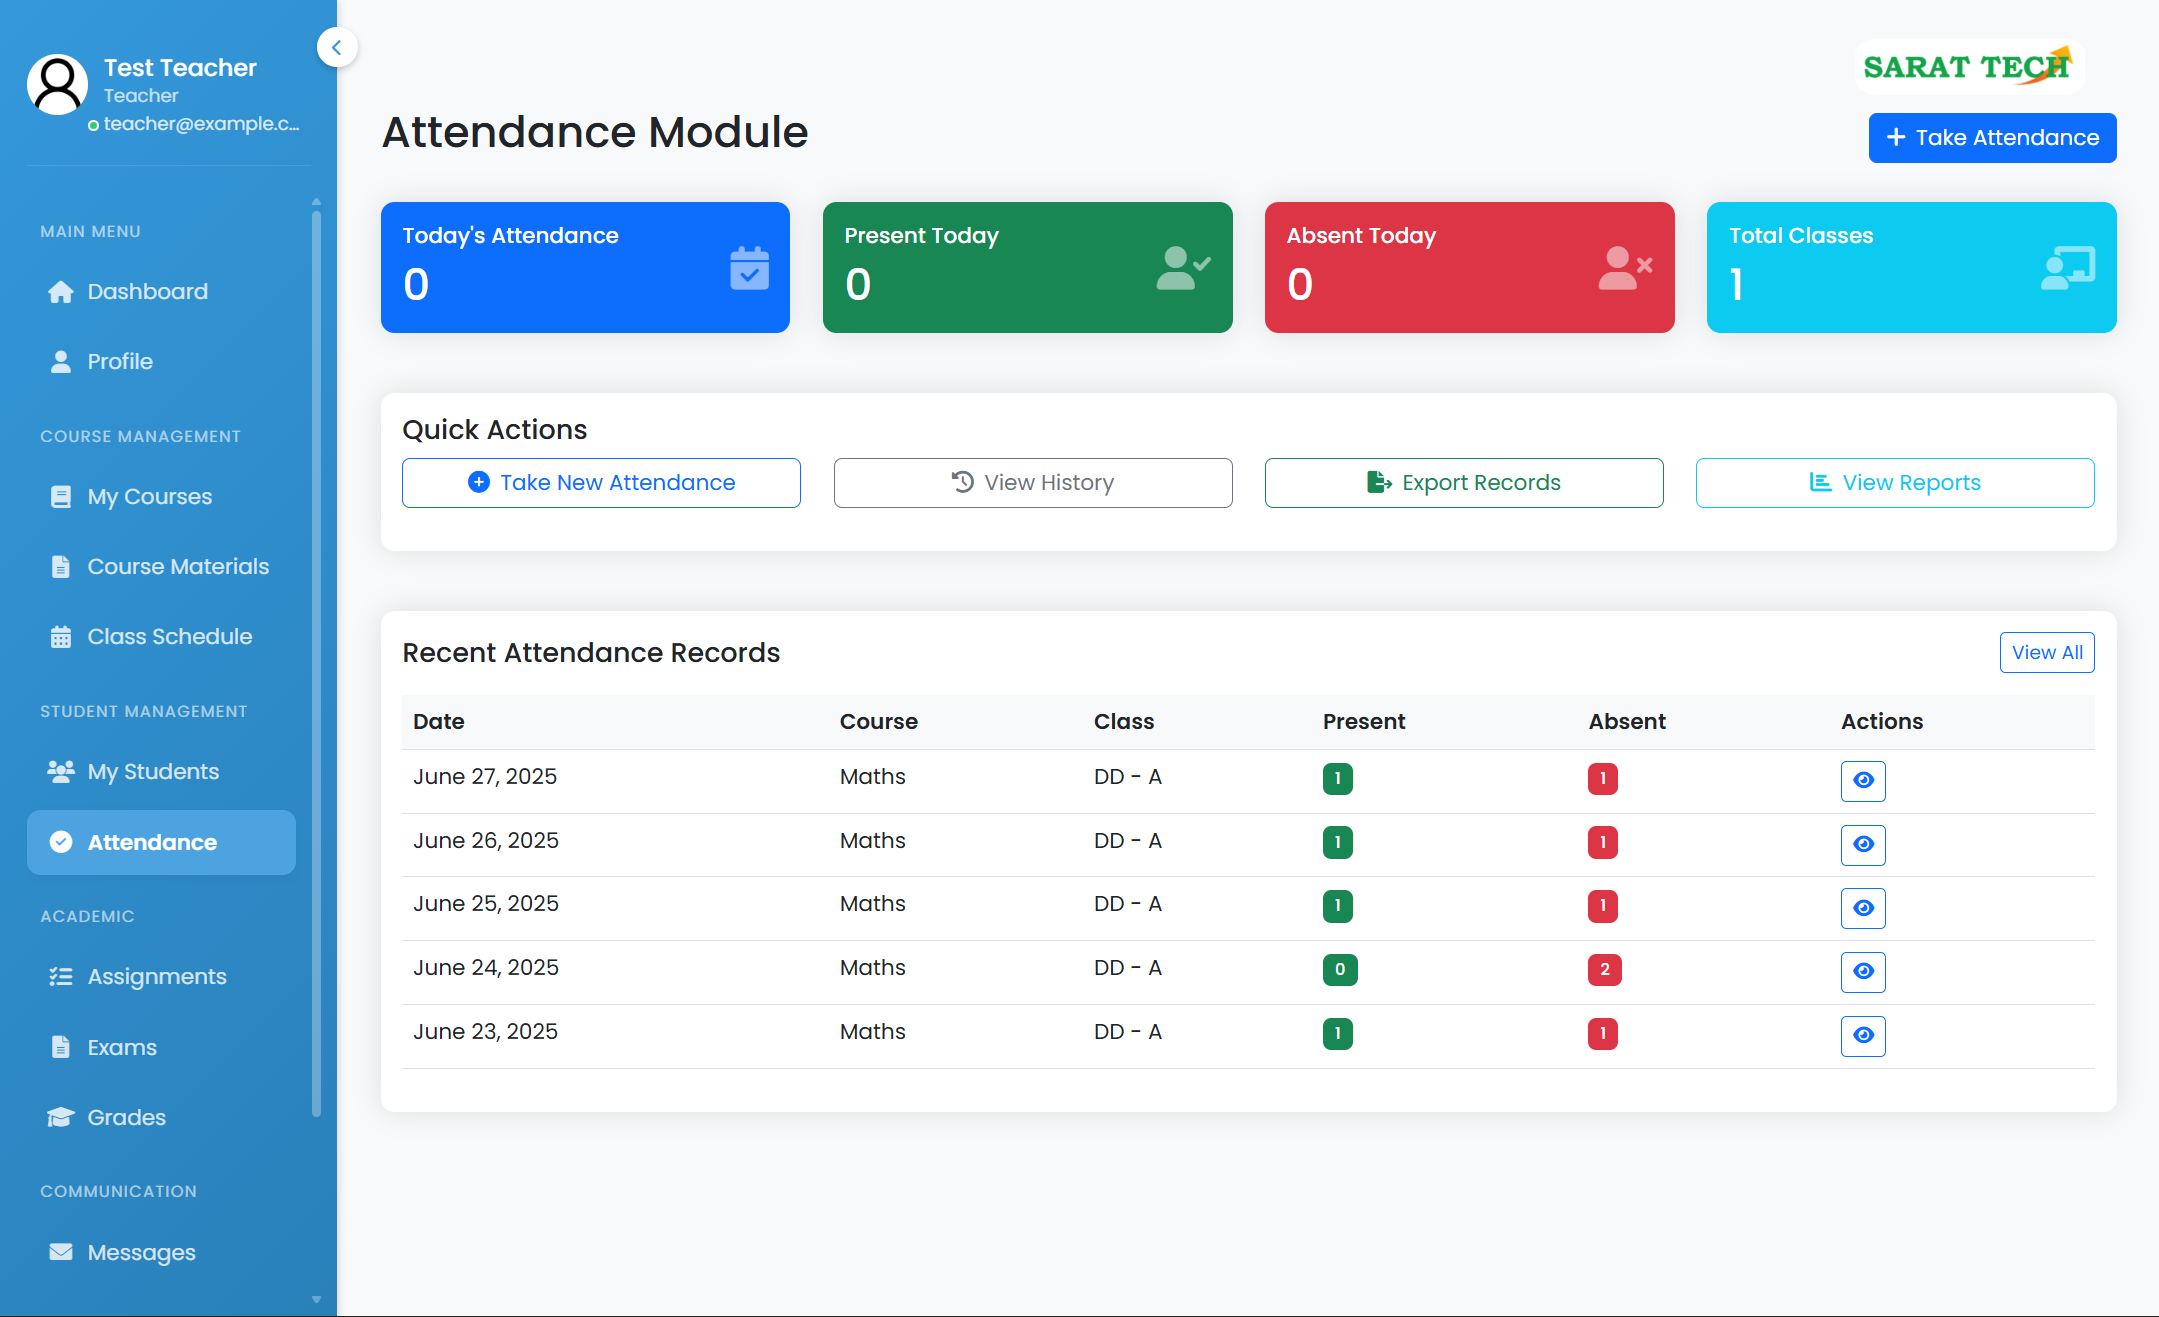 Test Teacher
Teacher
teacher@example.c...
MAIN MENU
Dashboard
Profile
COURSE MANAGEMENT
My Courses
Course Materials
Class Schedule
STUDENT MANAGEMENT
My Students
Attendance
ACADEMIC
Assignments
Exams
Grades
COMMUNICATION
Messages
SARAT TECH
Attendance Module
Take Attendance
Today's Attendance
0
Present Today
0
Absent Today
0
Total Classes
1
Quick Actions
Take New Attendance
View History
Export Records
View Reports
Recent Attendance Records
View All
Date Course Class Present Absent Actions
June 27, 2025 Maths DD - A 1 1
June 26, 2025 Maths DD - A 1 1
June 25, 2025 Maths DD - A 1 1
June 24, 2025 Maths DD - A 0 2
June 23, 2025 Maths DD - A 1 1